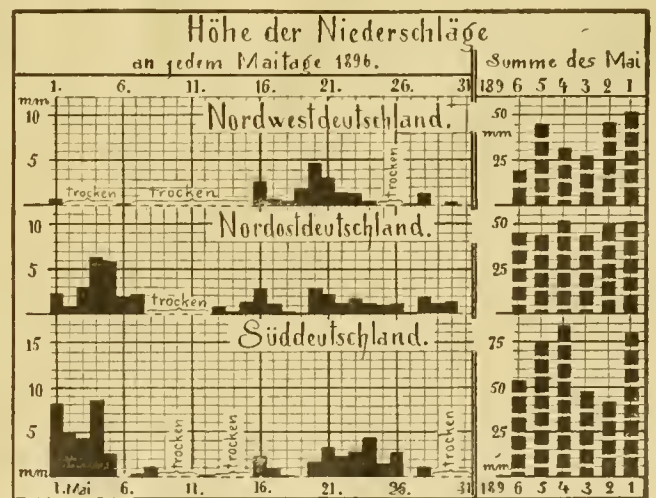 Höhe der Niederschläge
an jedem Maitage 1896.
Summe des Mai
1. 6. 11. 16. 21. 26. 31
189 6 5 4 3 2 1
mm
10
5
Nordwestdeutschland.
trocken
trocken
trocken
50
mm
25
10
5
Nordostdeutschland.
trocken
50
25
15
10
5
mm
Süddeutschland.
trocken
trocken
trocken
75
50
25
mm
1. Mai 6. 11. 16. 21. 26. 31
189 6 5 4 3 2 1